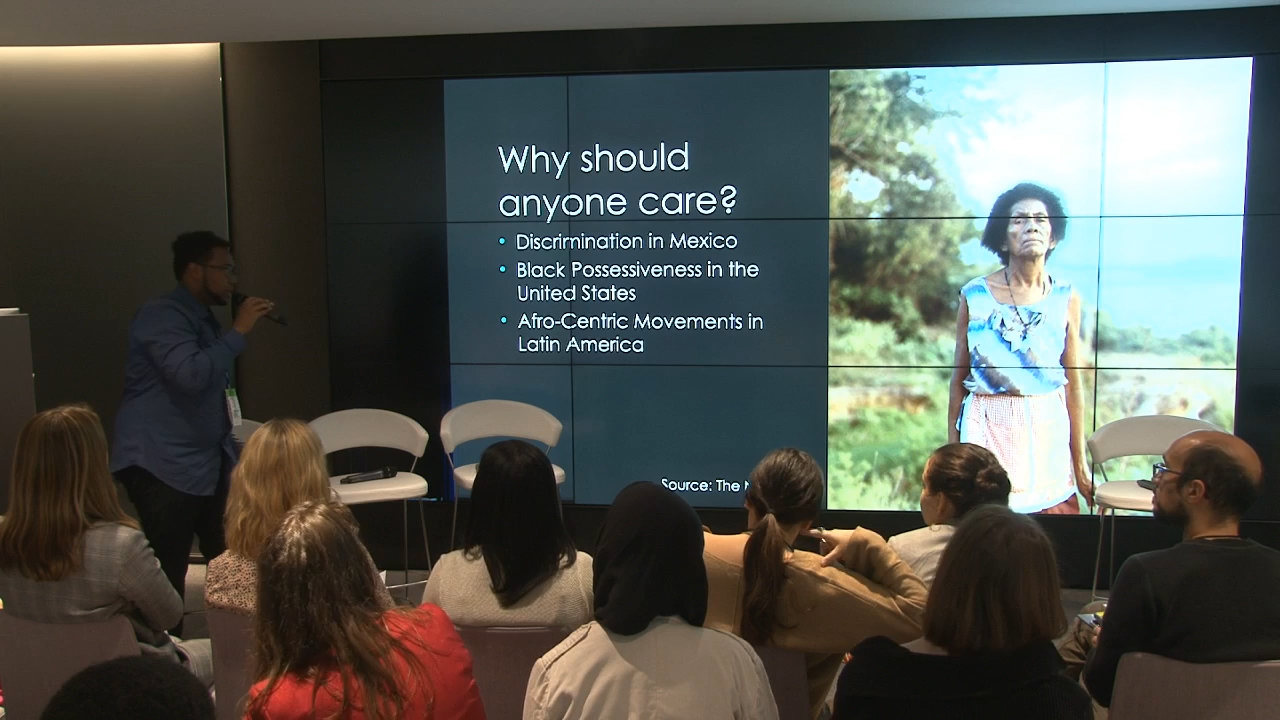 Why should
anyone care?
• Discrimination in Mexico
• Black Possessiveness in the
United States
• Afro-Centric Movements in
Latin America
Source: The